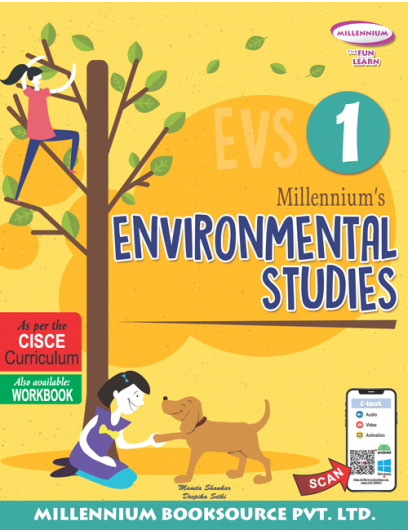 MILLENNIUM
FUN
LEARN
EVS 1
Millennium's
ENVIRONMENTAL
STUDIES
As per the
CISCE
Curriculum
Also available:
WORKBOOK
E-book
Audio
Video
Animation
android
SCAN
Mamta Shankar
Deepika Sethi
MILLENNIUM BOOKSOURCE PVT. LTD.